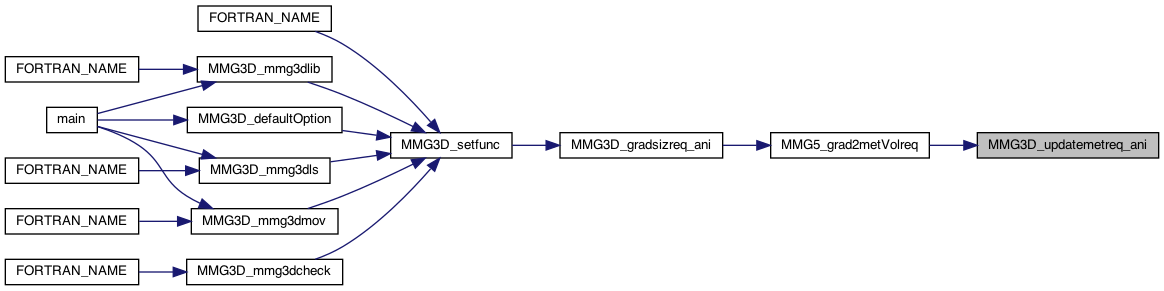 FORTRAN_NAME
FORTRAN_NAME
MMG3D_mmg3dlib
main
MMG3D_defaultOption
MMG3D_setfunc
MMG3D_gradsizreq_ani
MMG5_grad2metVolreq
MMG3D_updatemetreq_ani
FORTRAN_NAME
MMG3D_mmg3dls
FORTRAN_NAME
MMG3D_mmg3dmov
FORTRAN_NAME
MMG3D_mmg3dcheck